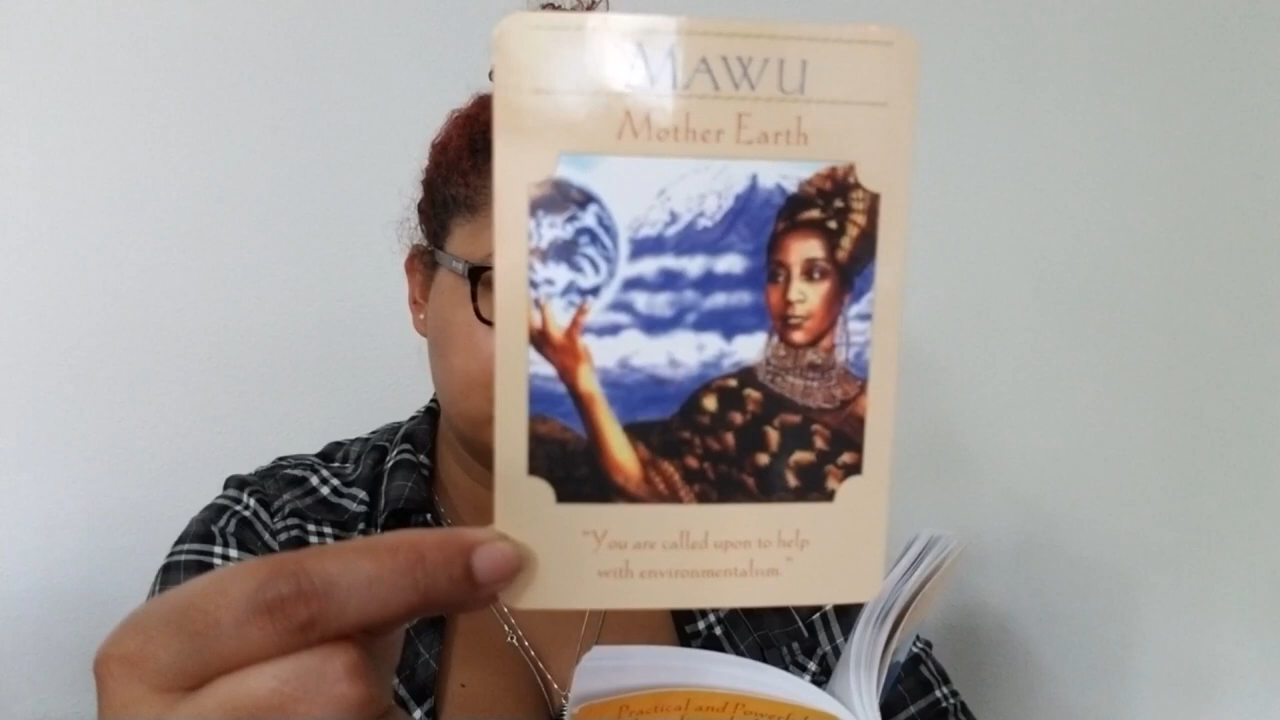 MAWU
Mother Earth
"You are called upon to help
with environmentalism."
Practical and Powerful